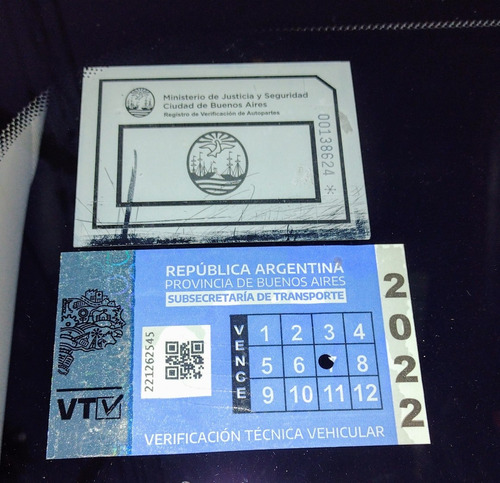 Ministerio de Justicia y Seguridad
Ciudad de Buenos Aires
Registro de Verificación de Autopartes
00138624 *
REPÚBLICA ARGENTINA
PROVINCIA DE BUENOS AIRES
SUBSECRETARÍA DE TRANSPORTE
221262545
VENCE
1 2 3 4
5 6 7 8
9 10 11 12
2022
VTV
VERIFICACIÓN TÉCNICA VEHICULAR